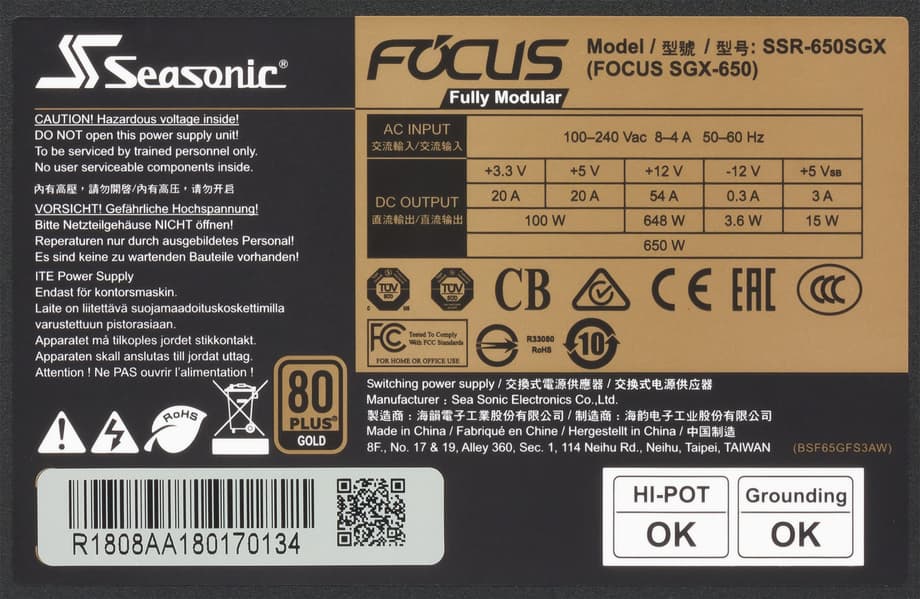 Seasonic®
CAUTION! Hazardous voltage inside!
DO NOT open this power supply unit!
To be serviced by trained personnel only.
No user serviceable components inside.
內有高壓，請勿開啓/内有高压，请勿开启
VORSICHT! Gefährliche Hochspannung!
Bitte Netzteilgehäuse NICHT öffnen!
Reperaturen nur durch ausgebildetes Personal!
Es sind keine zu wartenden Bauteile vorhanden!
ITE Power Supply
Endast för kontorsmaskin.
Laite on liitettävä suojamaadoituskoskettimilla
varustettuun pistorasiaan.
Apparatet må tilkoples jordet stikkontakt.
Apparaten skall anslutas till jordat uttag.
Attention ! Ne PAS ouvrir l'alimentation !
RoHS
80
PLUS®
GOLD
FOCUS
Fully Modular
Model / 型號 / 型号: SSR-650SGX
(FOCUS SGX-650)
AC INPUT
交流輸入/交流输入
100–240 Vac 8–4 A 50–60 Hz
DC OUTPUT
直流輸出/直流输出
+3.3 V +5 V +12 V -12 V +5 VSB
20 A 20 A 54 A 0.3 A 3 A
100 W 648 W 3.6 W 15 W
650 W
TÜV TÜV CB CE EAC CCC
FC Tested To Comply
With FCC Standards
FOR HOME OR OFFICE USE
R33080
RoHS
10
Switching power supply / 交換式電源供應器 / 交换式电源供应器
Manufacturer : Sea Sonic Electronics Co.,Ltd.
製造商 : 海韻電子工業股份有限公司 / 制造商 : 海韵电子工业股份有限公司
Made in China / Fabriqué en Chine / Hergestellt in China / 中国制造
8F., No. 17 & 19, Alley 360, Sec. 1, 114 Neihu Rd., Neihu, Taipei, TAIWAN (BSF65GFS3AW)
R1808AA180170134
HI-POT
OK
Grounding
OK